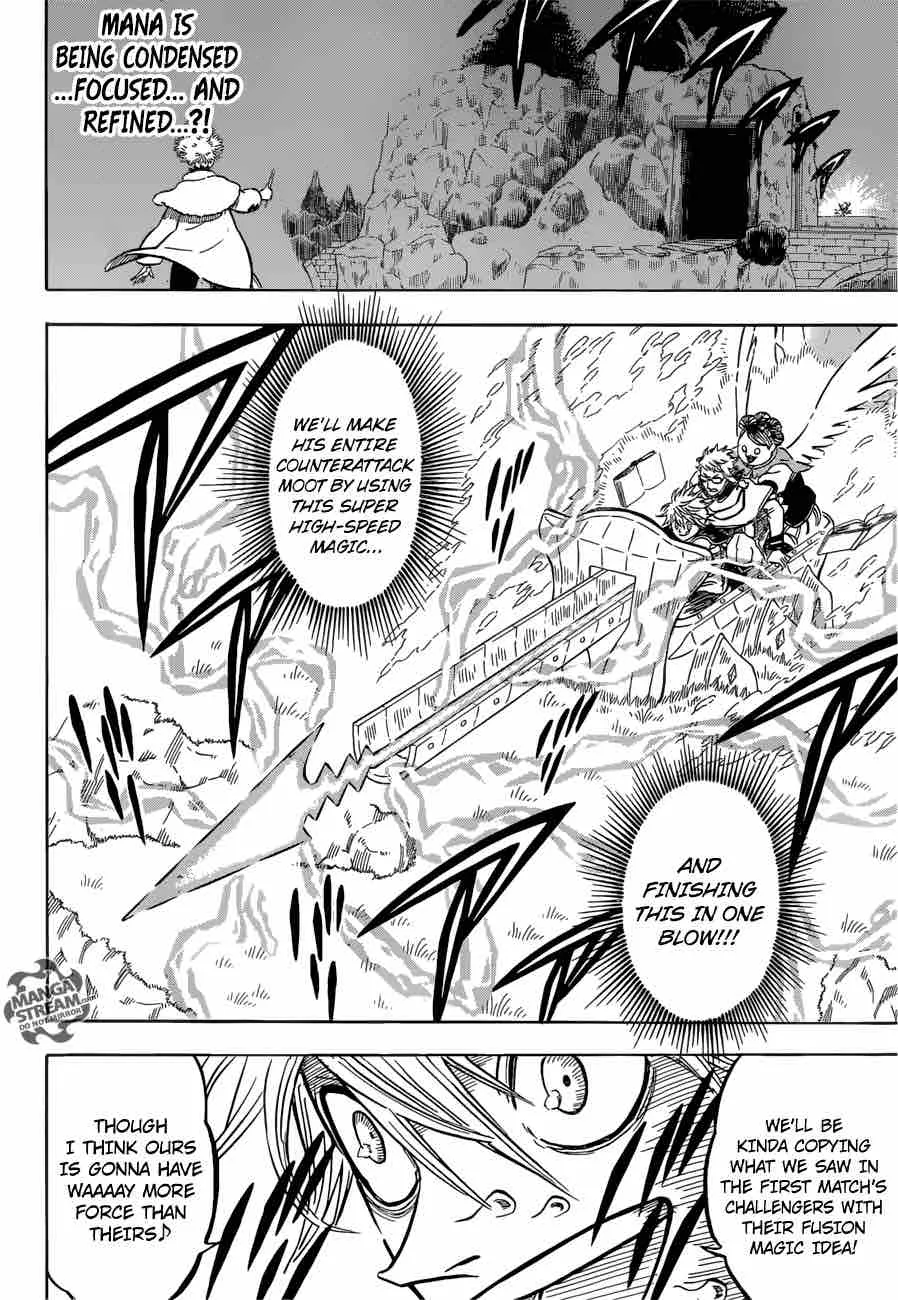 MANA IS
BEING CONDENSED
...FOCUSED... AND
REFINED...?!
WE'LL MAKE
HIS ENTIRE
COUNTERATTACK
MOOT BY USING
THIS SUPER
HIGH-SPEED
MAGIC...
AND
FINISHING
THIS IN ONE
BLOW!!!
MANGA
STREAM.com
DO NOT MIRROR
WE'LL BE
KINDA COPYING
WHAT WE SAW IN
THE FIRST MATCH'S
CHALLENGERS WITH
THEIR FUSION
MAGIC IDEA!
THOUGH
I THINK OURS
IS GONNA HAVE
WAAAAY MORE
FORCE THAN
THEIRS♪